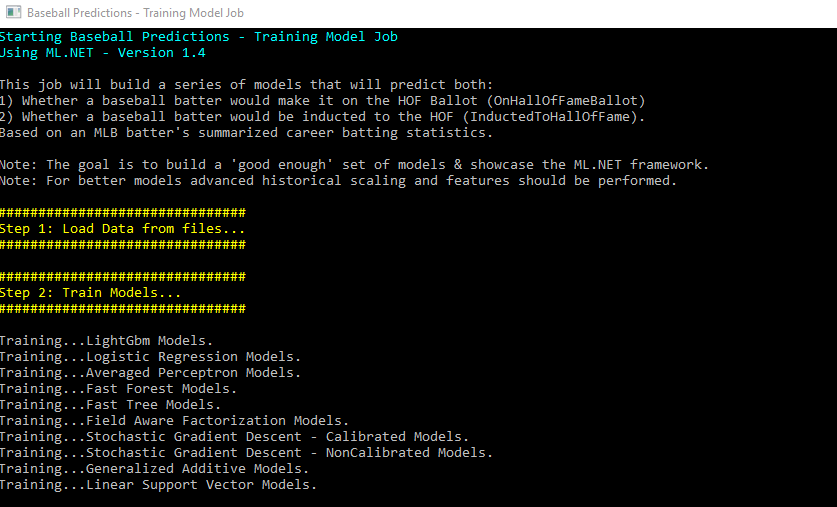 Baseball Predictions - Training Model Job
Starting Baseball Predictions - Training Model Job
Using ML.NET - Version 1.4
This job will build a series of models that will predict both:
1) Whether a baseball batter would make it on the HOF Ballot (OnHallOfFameBallot)
2) Whether a baseball batter would be inducted to the HOF (InductedToHallOfFame).
Based on an MLB batter's summarized career batting statistics.
Note: The goal is to build a 'good enough' set of models & showcase the ML.NET framework.
Note: For better models advanced historical scaling and features should be performed.
###############################
Step 1: Load Data from files...
###############################
###############################
Step 2: Train Models...
###############################
Training...LightGbm Models.
Training...Logistic Regression Models.
Training...Averaged Perceptron Models.
Training...Fast Forest Models.
Training...Fast Tree Models.
Training...Field Aware Factorization Models.
Training...Stochastic Gradient Descent - Calibrated Models.
Training...Stochastic Gradient Descent - NonCalibrated Models.
Training...Generalized Additive Models.
Training...Linear Support Vector Models.